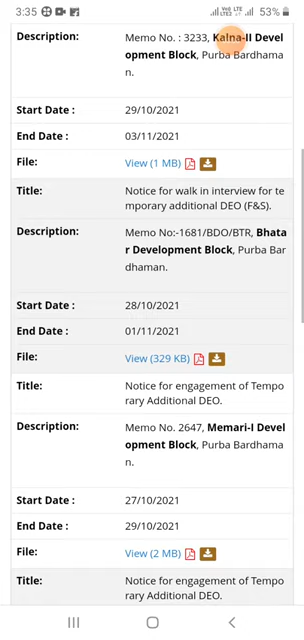 3:35 53%
Description: Memo No. : 3233, Kalna-II Devel
opment Block, Purba Bardhama
n.
Start Date : 29/10/2021
End Date : 03/11/2021
File: View (1 MB)
Title: Notice for walk in interview for te
mporary additional DEO (F&S).
Description: Memo No:-1681/BDO/BTR, Bhata
r Development Block, Purba Bar
dhaman.
Start Date : 28/10/2021
End Date : 01/11/2021
File: View (329 KB)
Title: Notice for engagement of Tempo
rary Additional DEO.
Description: Memo No. 2647, Memari-I Devel
opment Block, Purba Bardhama
n.
Start Date : 27/10/2021
End Date : 29/10/2021
File: View (2 MB)
Title: Notice for engagement of Tempo
rary Additional DEO.